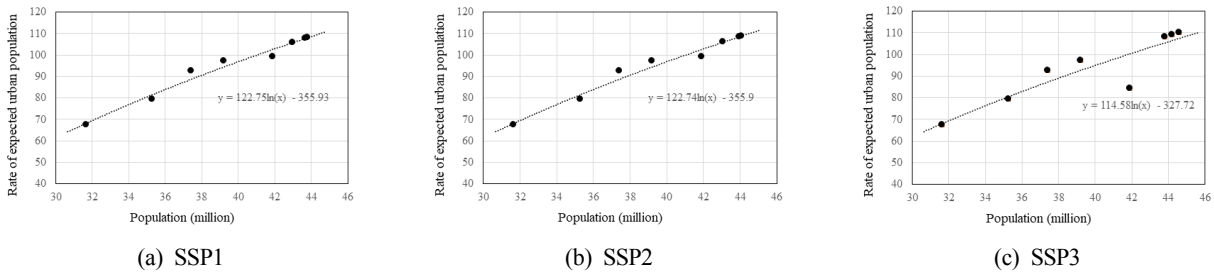 Rate of expected urban population
120
110
100
90
80
70
60
50
40
y = 122.75ln(x) - 355.93
30 32 34 36 38 40 42 44 46
Population (million)
(a) SSP1
Rate of expected urban population
120
110
100
90
80
70
60
50
40
y = 122.74ln(x) - 355.9
30 32 34 36 38 40 42 44 46
Population (million)
(b) SSP2
Rate of expected urban population
120
110
100
90
80
70
60
50
40
y = 114.58ln(x) - 327.72
30 32 34 36 38 40 42 44 46
Population (million)
(c) SSP3